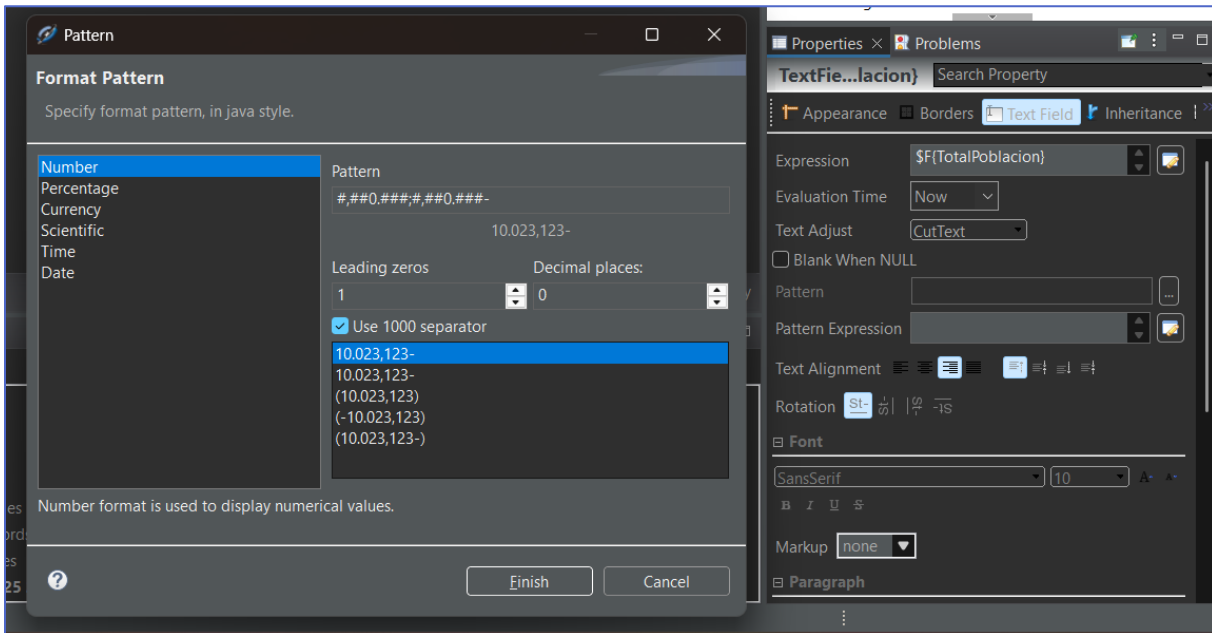 Pattern
Format Pattern
Specify format pattern, in java style.
Number
Percentage
Currency
Scientific
Time
Date
Pattern
#,##0.###;#,##0.###-
10.023,123-
Leading zeros
Decimal places:
1
0
Use 1000 separator
10.023,123-
10.023,123-
(10.023,123)
(-10.023,123)
(10.023,123-)
Number format is used to display numerical values.
Finish
Cancel
es
ord
es
25
Properties
Problems
TextFie...lacion}
Search Property
Appearance
Borders
Text Field
Inheritance
Expression
$F{TotalPoblacion}
Evaluation Time
Now
Text Adjust
CutText
Blank When NULL
Pattern
...
Pattern Expression
Text Alignment
Rotation
Font
SansSerif
10
B I U S
Markup
none
Paragraph